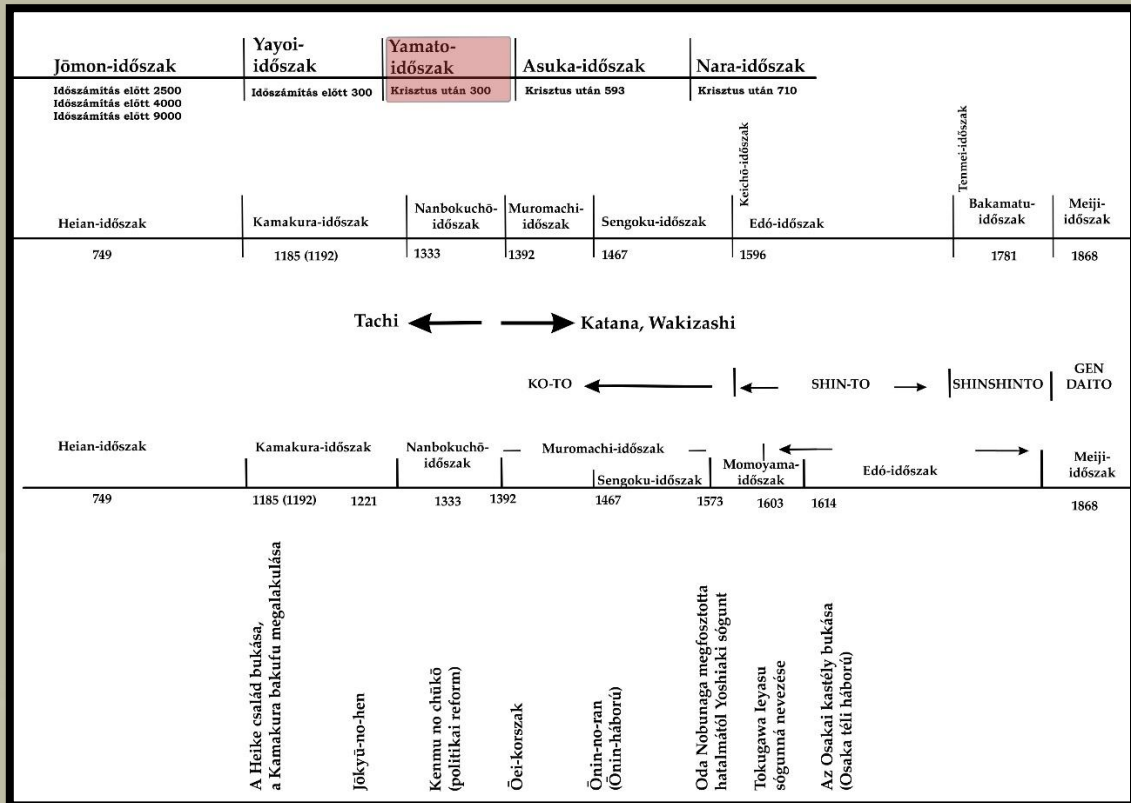 Jōmon-időszak
Időszámítás előtt 2500
Időszámítás előtt 4000
Időszámítás előtt 9000
Yayoi-
időszak
Időszámítás előtt 300
Yamato-
időszak
Krisztus után 300
Asuka-időszak
Krisztus után 593
Nara-időszak
Krisztus után 710
Heian-időszak
749
Kamakura-időszak
1185 (1192)
Nanbokuchō-
időszak
1333
Muromachi-
időszak
1392
Sengoku-időszak
1467
Keichō-időszak
Edó-időszak
1596
Tenmei-időszak
Bakamatu-
időszak
1781
Meiji-
időszak
1868
Tachi
Katana, Wakizashi
KO-TO
SHIN-TO
SHINSHINTO
GEN
DAITO
Heian-időszak
749
Kamakura-időszak
1185 (1192)
1221
Nanbokuchō-
időszak
1333
1392
Muromachi-időszak
1467
Sengoku-időszak
1573
Momoyama-
időszak
1603
1614
Edó-időszak
Meiji-
időszak
1868
A Heike család bukása,
a Kamakura bakufu megalakulása
Jōkyū-no-hen
Kenmu no chūkō
(politikai reform)
Ōei-korszak
Ōnin-no-ran
(Ōnin-háború)
Oda Nobunaga megfosztotta
hatalmától Yoshiaki sógunt
Tokugawa Ieyasu
sógunná nevezése
Az Osakai kastély bukása
(Osaka téli háború)